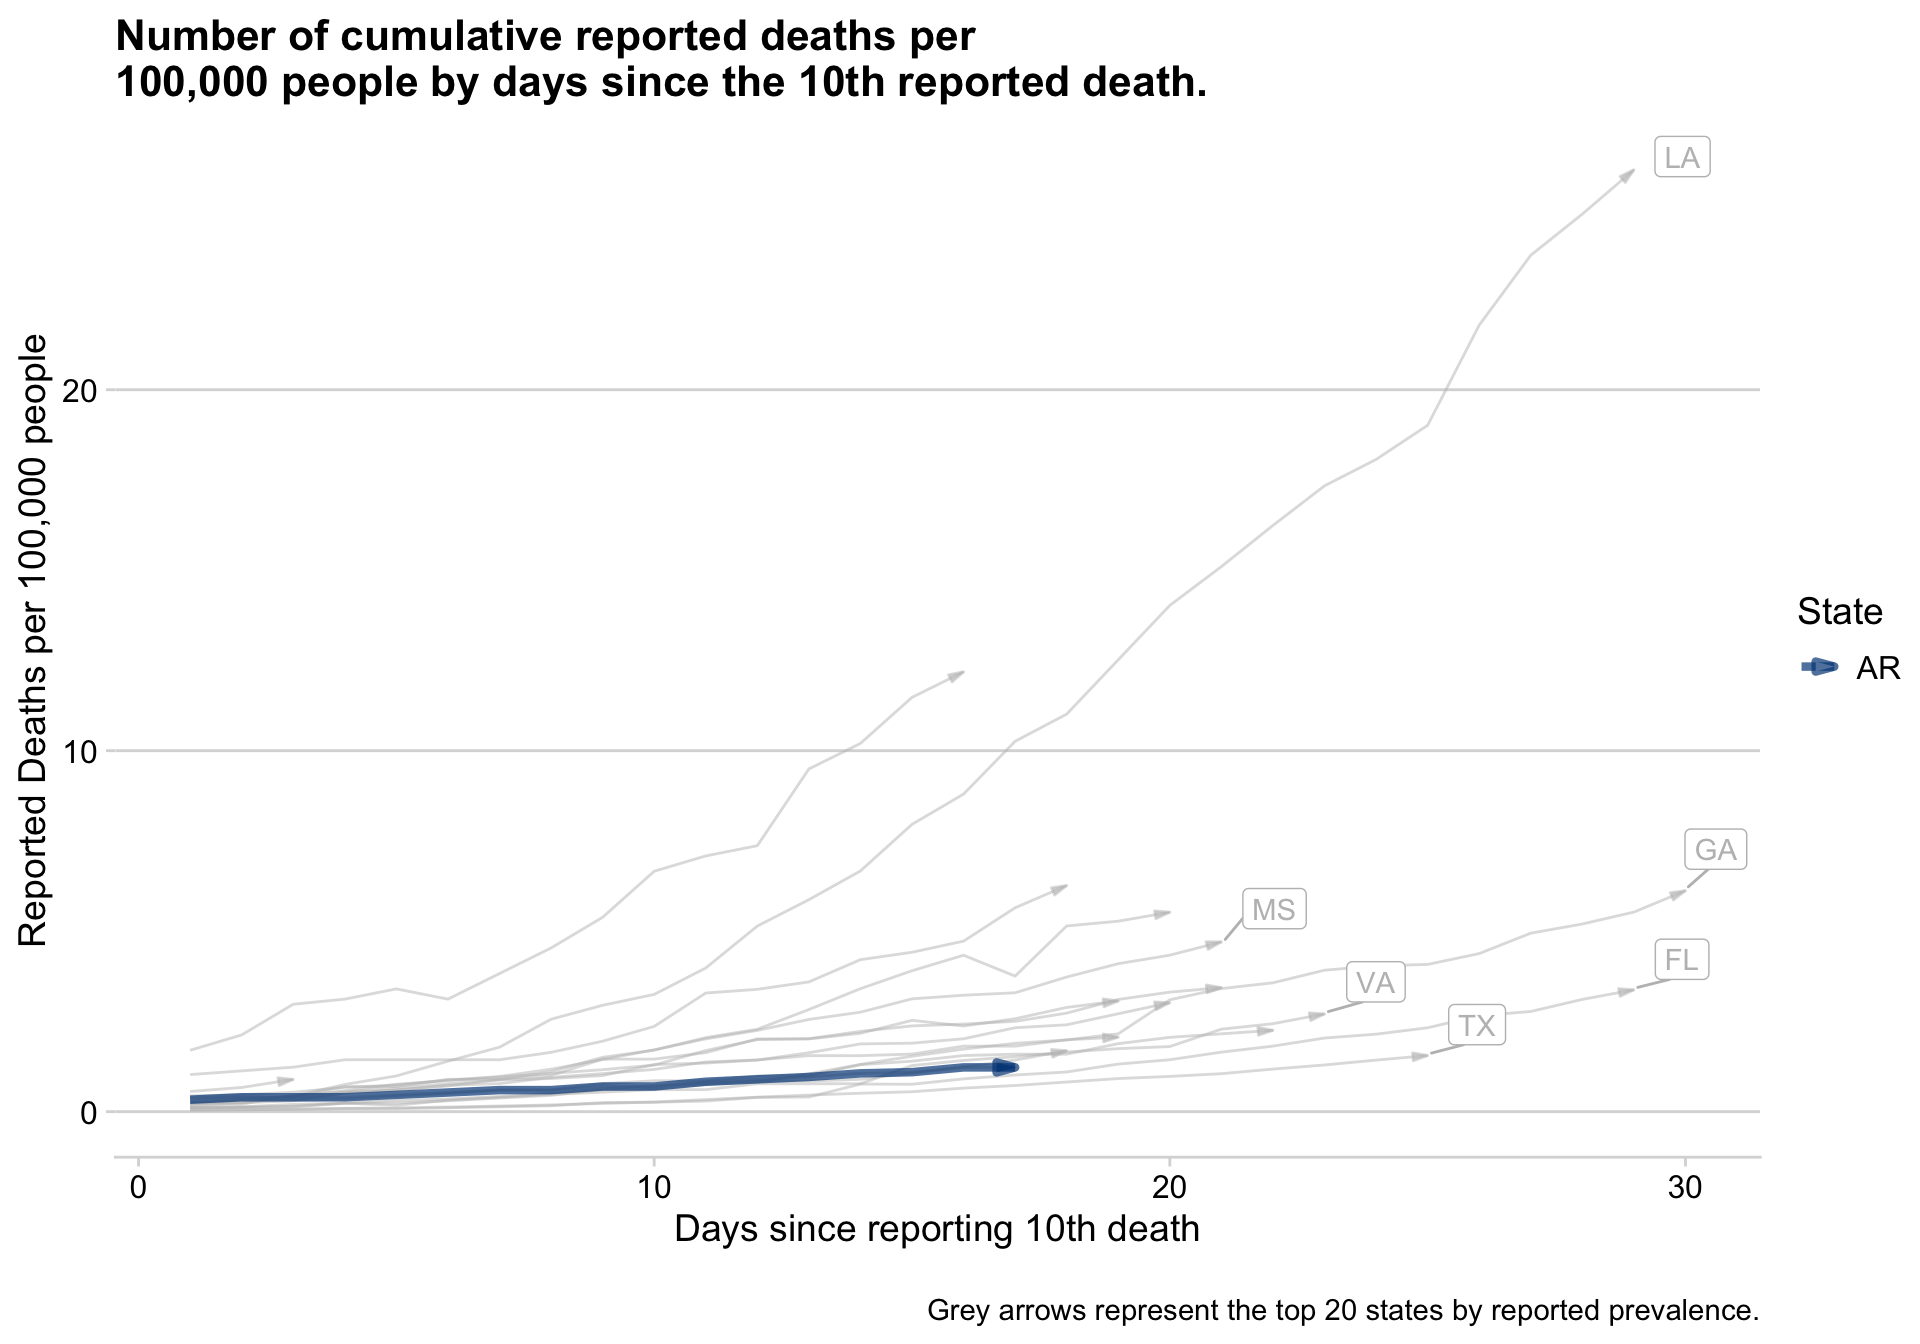 Number of cumulative reported deaths per
100,000 people by days since the 10th reported death.
Reported Deaths per 100,000 people
20
10
0
LA
GA
MS
FL
VA
TX
State
AR
0
10
20
30
Days since reporting 10th death
Grey arrows represent the top 20 states by reported prevalence.